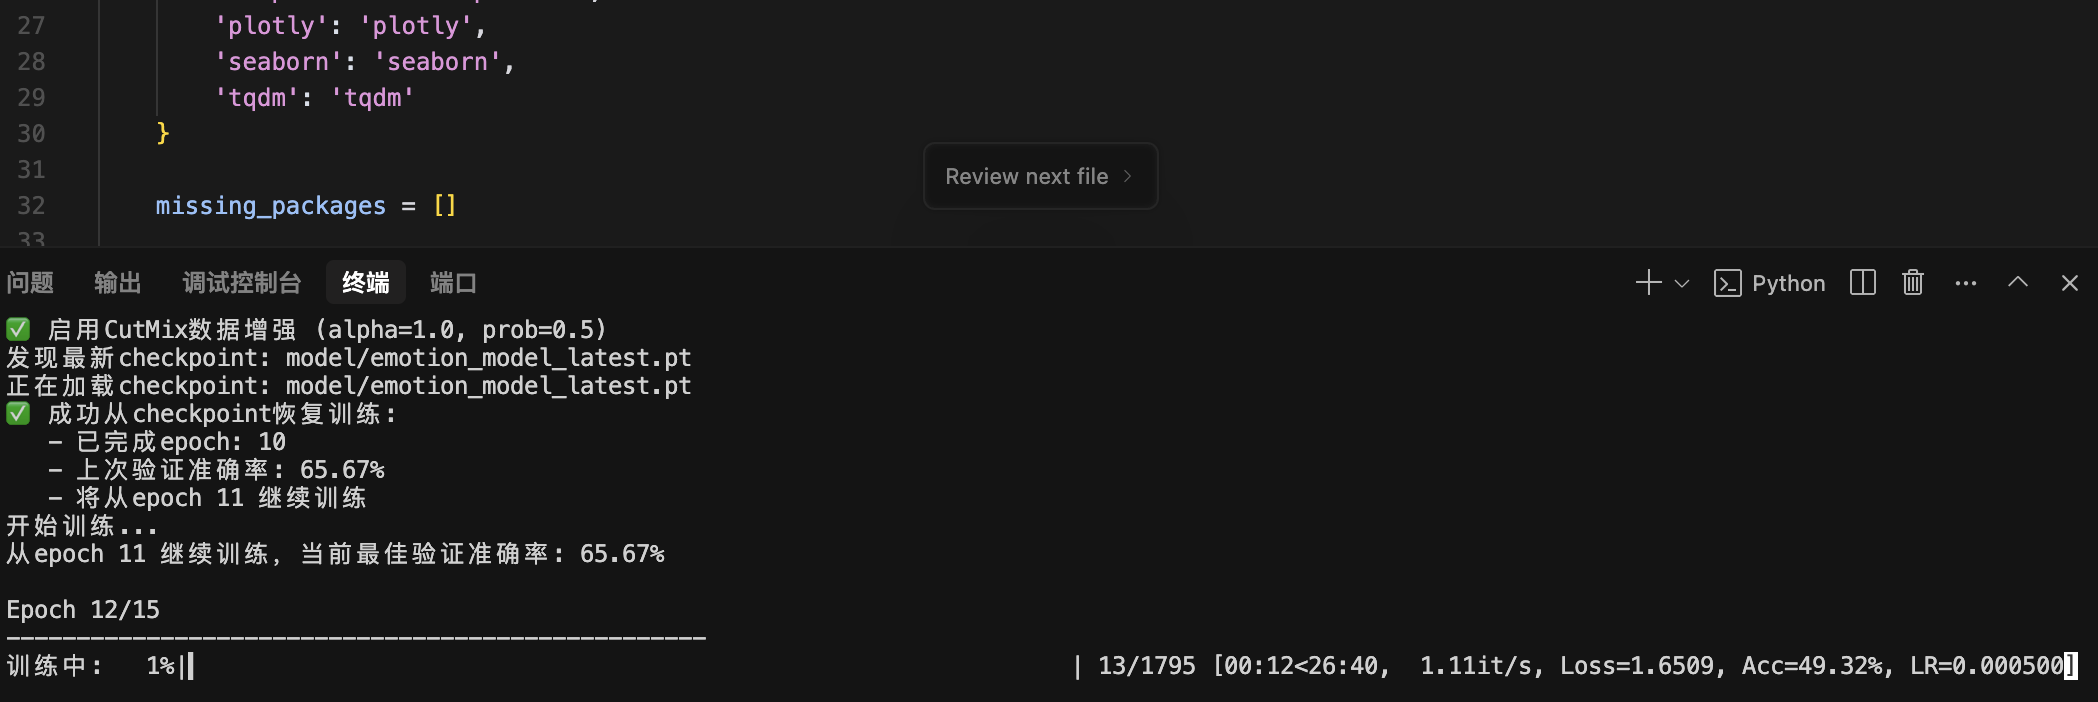 27 'plotly': 'plotly',
28 'seaborn': 'seaborn',
29 'tqdm': 'tqdm'
30 }
31
Review next file
32 missing_packages = []
33
问题 输出 调试控制台 终端 端口 Python
✅ 启用CutMix数据增强 (alpha=1.0, prob=0.5)
发现最新checkpoint: model/emotion_model_latest.pt
正在加载checkpoint: model/emotion_model_latest.pt
✅ 成功从checkpoint恢复训练:
- 已完成epoch: 10
- 上次验证准确率: 65.67%
- 将从epoch 11 继续训练
开始训练...
从epoch 11 继续训练, 当前最佳验证准确率: 65.67%
Epoch 12/15
--------------------------------------------------
训练中: 1%| | 13/1795 [00:12<26:40, 1.11it/s, Loss=1.6509, Acc=49.32%, LR=0.000500]